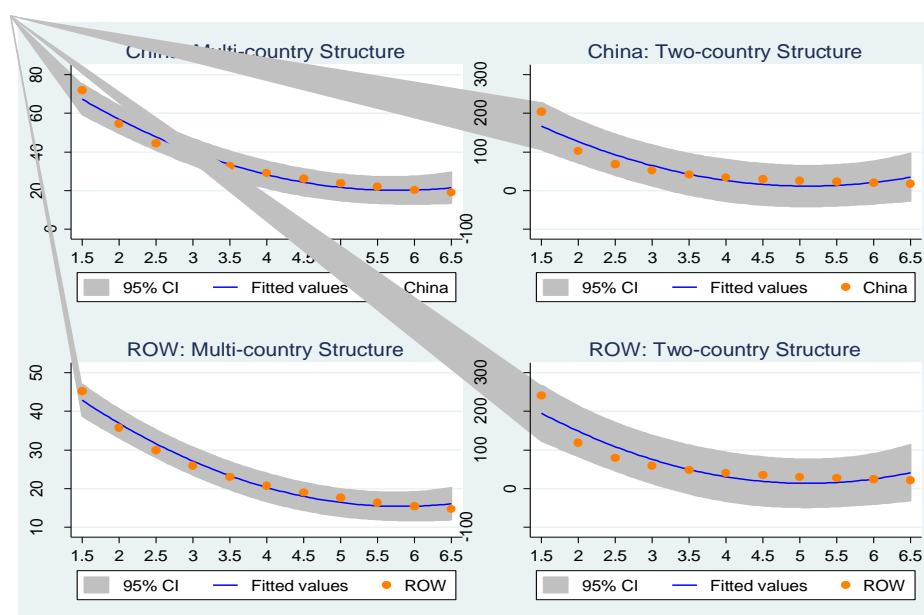 China: Multi-country Structure
China: Two-country Structure
80
60
40
20
0
300
200
100
0
-100
1.5 2 2.5 3 3.5 4 4.5 5 5.5 6 6.5
1.5 2 2.5 3 3.5 4 4.5 5 5.5 6 6.5
95% CI Fitted values China
95% CI Fitted values China
ROW: Multi-country Structure
ROW: Two-country Structure
50
40
30
20
10
300
200
100
0
-100
1.5 2 2.5 3 3.5 4 4.5 5 5.5 6 6.5
1.5 2 2.5 3 3.5 4 4.5 5 5.5 6 6.5
95% CI Fitted values ROW
95% CI Fitted values ROW